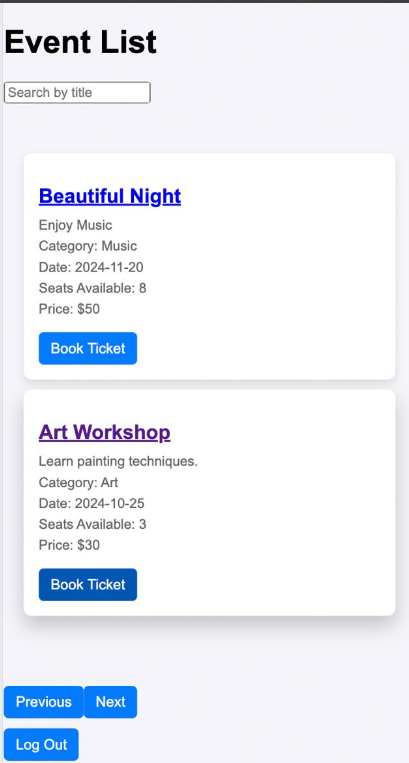 Event List
Search by title
Beautiful Night
Enjoy Music
Category: Music
Date: 2024-11-20
Seats Available: 8
Price: $50
Book Ticket
Art Workshop
Learn painting techniques.
Category: Art
Date: 2024-10-25
Seats Available: 3
Price: $30
Book Ticket
Previous Next
Log Out